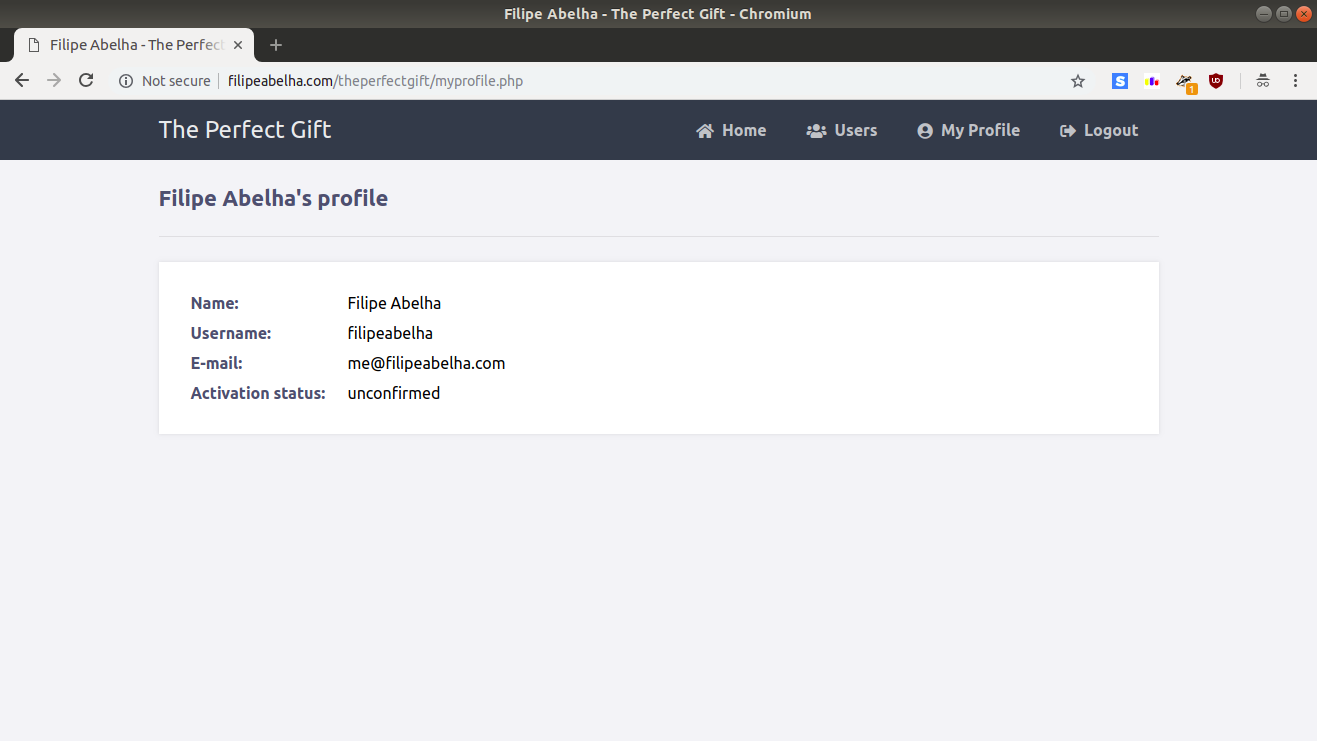 Filipe Abelha - The Perfect Gift - Chromium
Filipe Abelha - The Perfec
Not secure filipeabelha.com/theperfectgift/myprofile.php
1
The Perfect Gift Home Users My Profile Logout
Filipe Abelha's profile
Name: Filipe Abelha
Username: filipeabelha
E-mail: me@filipeabelha.com
Activation status: unconfirmed